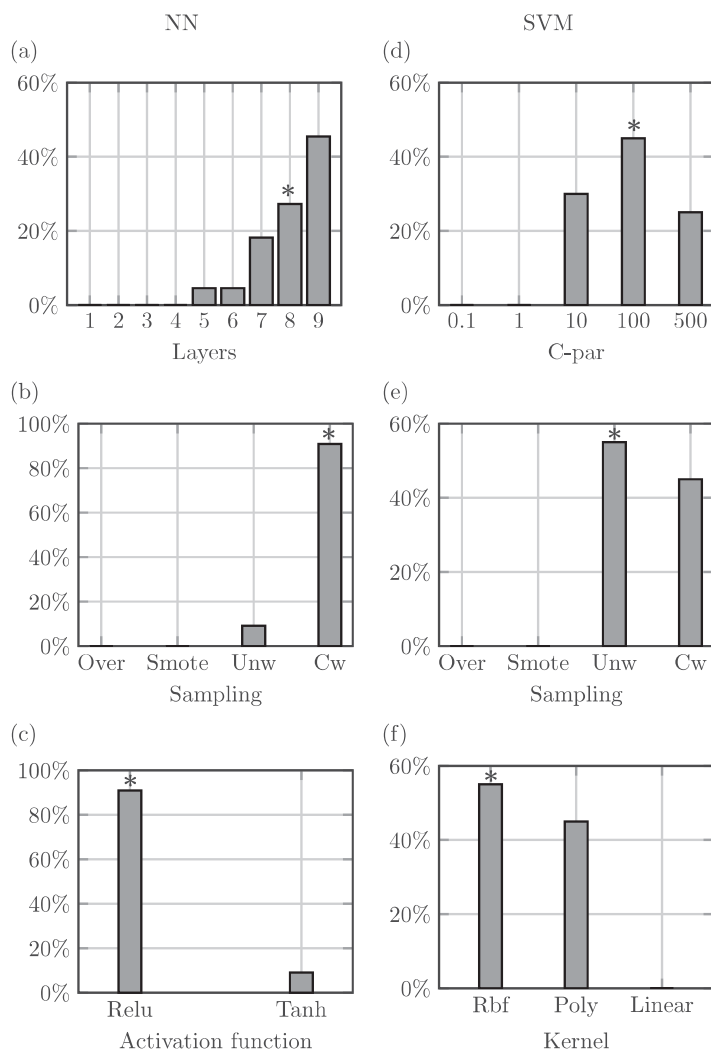 NN
SVM
(a)
60%
40%
20%
0%
1 2 3 4 5 6 7 8 9
Layers
*
(d)
60%
40%
20%
0%
0.1 1 10 100 500
C-par
*
(b)
100%
80%
60%
40%
20%
0%
Over Smote Unw Cw
Sampling
*
(e)
60%
40%
20%
0%
Over Smote Unw Cw
Sampling
*
(c)
100%
80%
60%
40%
20%
0%
Relu Tanh
Activation function
*
(f)
60%
40%
20%
0%
Rbf Poly Linear
Kernel
*